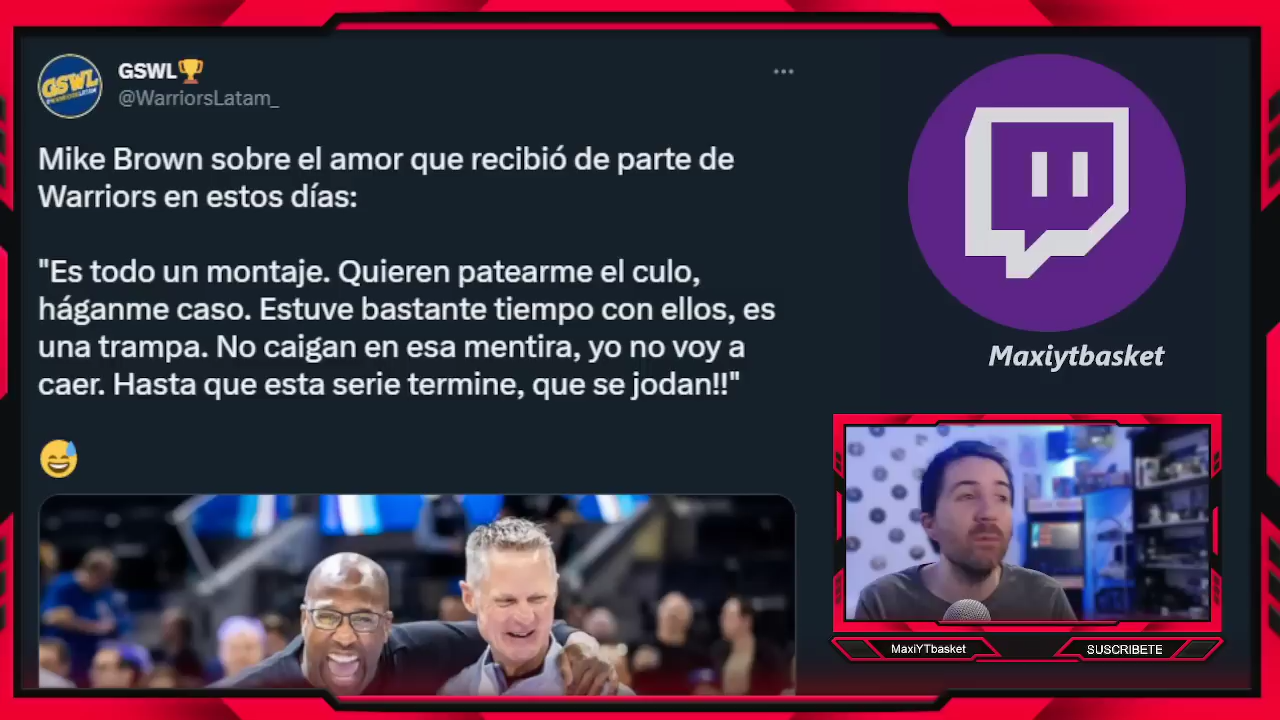 GSWL🏆
@WarriorsLatam_
Mike Brown sobre el amor que recibió de parte de
Warriors en estos días:
"Es todo un montaje. Quieren patearme el culo,
háganme caso. Estuve bastante tiempo con ellos, es
una trampa. No caigan en esa mentira, yo no voy a
caer. Hasta que esta serie termine, que se jodan!!"
😅
GSWL
Maxiytbasket
MaxiYTbasket
SUSCRIBETE